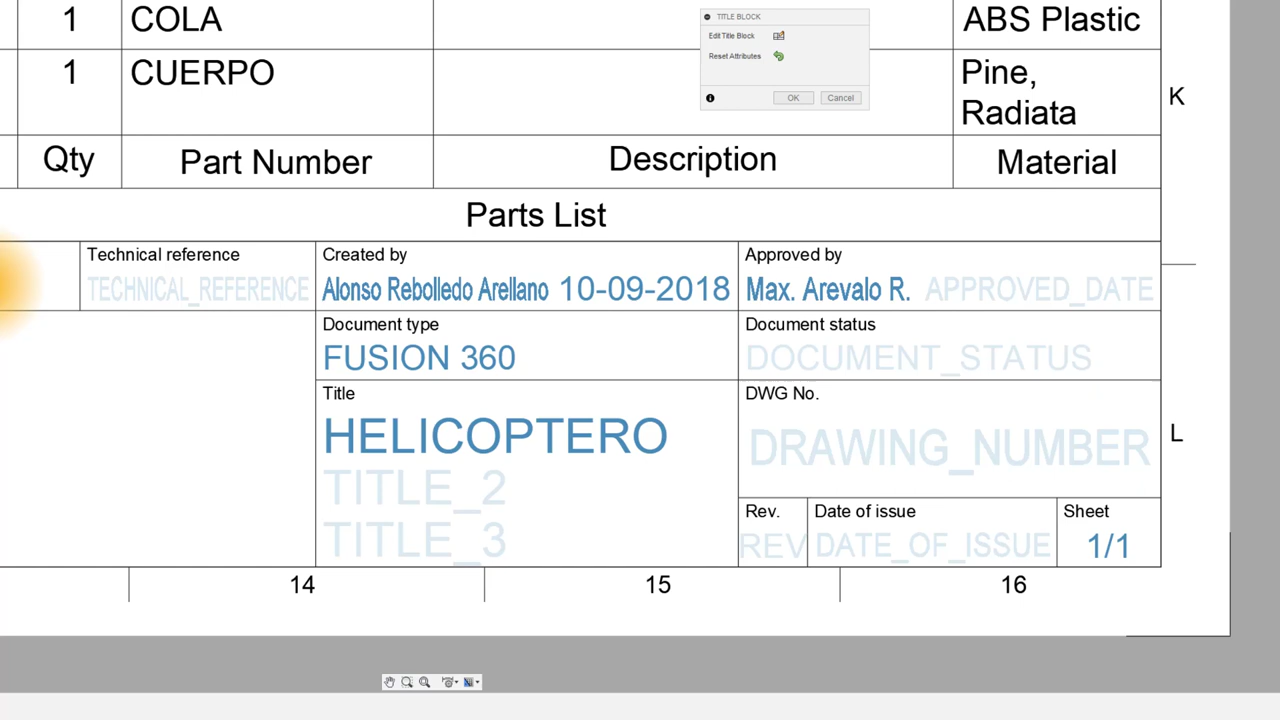 1 COLA ABS Plastic
TITLE BLOCK
Edit Title Block
Reset Attributes
OK Cancel
1 CUERPO Pine,
Radiata
K
Qty Part Number Description Material
Parts List
Technical reference Created by Approved by
TECHNICAL_REFERENCE Alonso Rebolledo Arellano 10-09-2018 Max. Arevalo R. APPROVED_DATE
Document type Document status
FUSION 360 DOCUMENT_STATUS
Title DWG No.
HELICOPTERO DRAWING_NUMBER L
TITLE_2
Rev. Date of issue Sheet
TITLE_3 REV DATE_OF_ISSUE 1/1
14 15 16